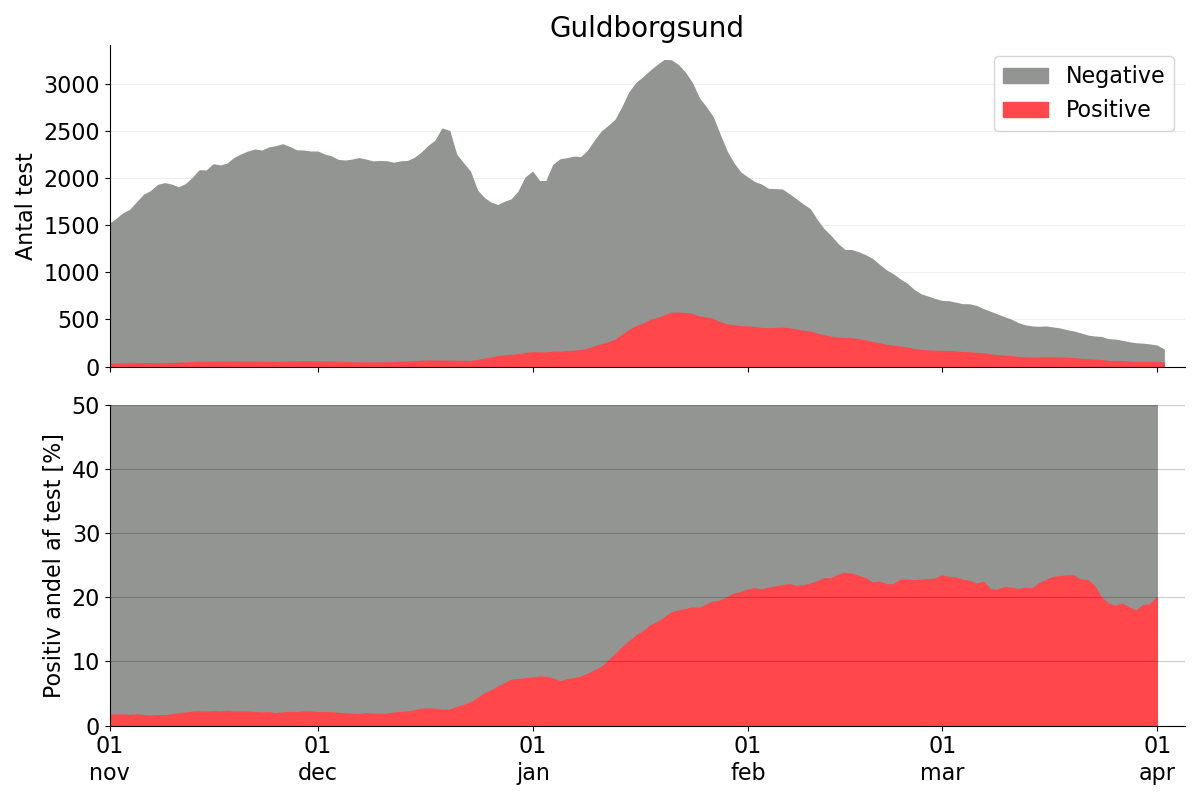 Guldborgsund
Negative
Positive
Antal test
3000
2500
2000
1500
1000
500
0
Positiv andel af test [%]
50
40
30
20
10
0
01 01 01 01 01 01
nov dec jan feb mar apr